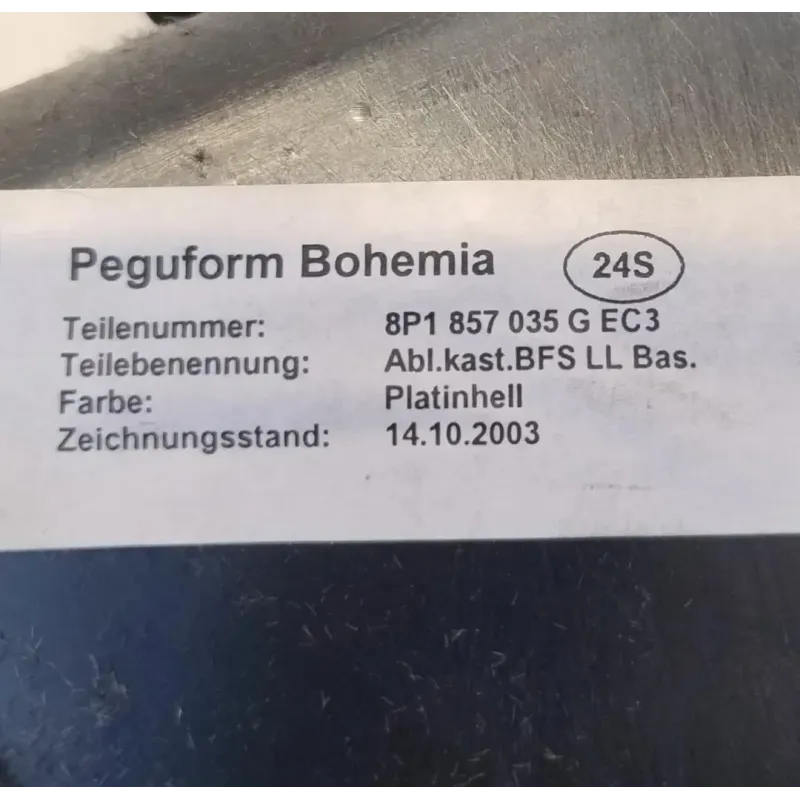 Peguform Bohemia 24S
Teilenummer: 8P1 857 035 G EC3
Teilebenennung: Abl.kast.BFS LL Bas.
Farbe: Platinhell
Zeichnungsstand: 14.10.2003